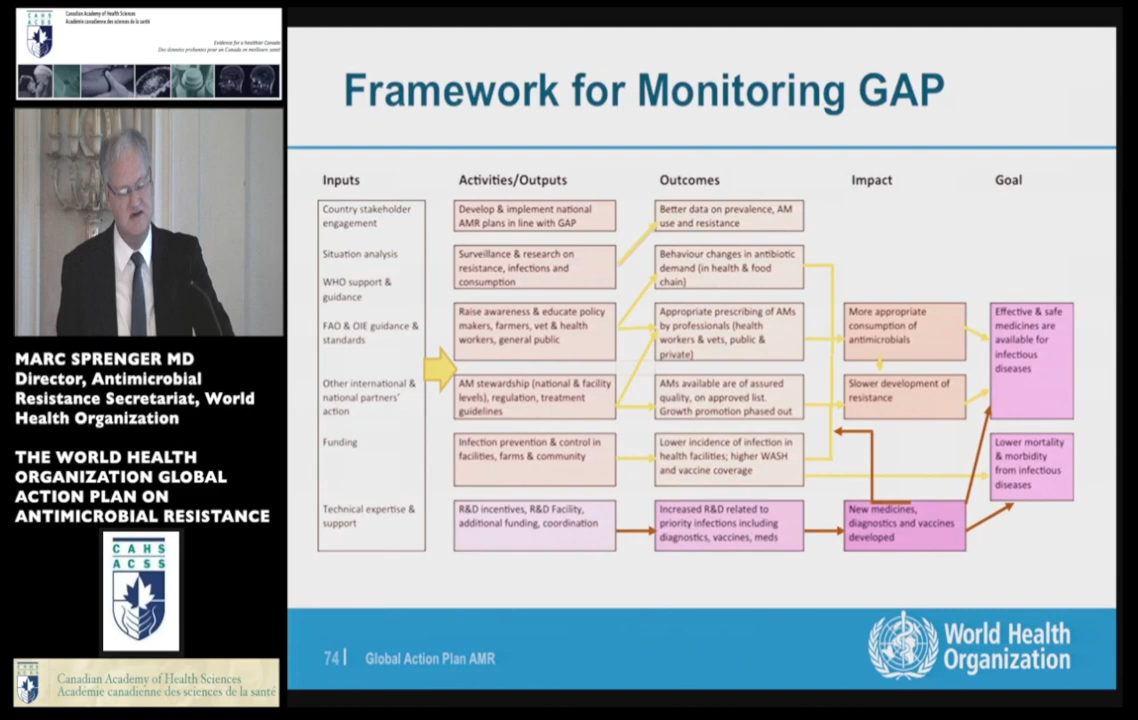 Canadian Academy of Health Sciences
Académie canadienne des sciences de la santé
Evidence for a healthier Canada
Des données probantes pour un Canada en meilleure santé
MARC SPRENGER MD
Director, Antimicrobial
Resistance Secretariat, World
Health Organization
THE WORLD HEALTH
ORGANIZATION GLOBAL
ACTION PLAN ON
ANTIMICROBIAL RESISTANCE
CAHS
ACSS
Canadian Academy of Health Sciences
Académie canadienne des sciences de la santé
Framework for Monitoring GAP
Inputs
Country stakeholder
engagement
Situation analysis
WHO support &
guidance
FAO & OIE guidance &
standards
Other international &
national partners'
action
Funding
Technical expertise &
support
Activities/Outputs
Develop & implement national
AMR plans in line with GAP
Surveillance & research on
resistance, infections and
consumption
Raise awareness & educate policy
makers, farmers, vet & health
workers, general public
AM stewardship (national & facility
levels), regulation, treatment
guidelines
Infection prevention & control in
facilities, farms & community
R&D incentives, R&D Facility,
additional funding, coordination
Outcomes
Better data on prevalence, AM
use and resistance
Behaviour changes in antibiotic
demand (in health & food
chain)
Appropriate prescribing of AMs
by professionals (health
workers & vets, public &
private)
AMs available are of assured
quality, on approved list.
Growth promotion phased out
Lower incidence of infection in
health facilities; higher WASH
and vaccine coverage
Increased R&D related to
priority infections including
diagnostics, vaccines, meds
Impact
More appropriate
consumption of
antimicrobials
Slower development of
resistance
New medicines,
diagnostics and vaccines
developed
Goal
Effective & safe
medicines are
available for
infectious
diseases
Lower mortality
& morbidity
from infectious
diseases
74 | Global Action Plan AMR
World Health
Organization